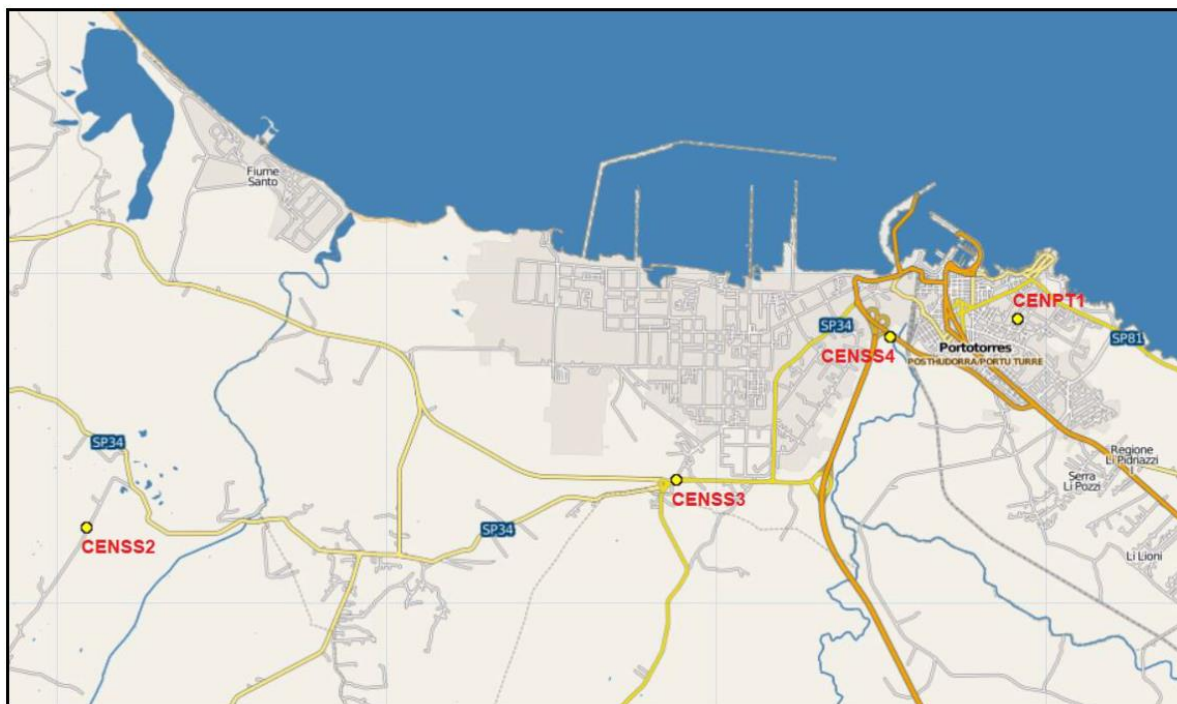 Fiume
Santo
CENPT1
SP34
SP81
CENSS4
Portotorres
POSTHUDORRA/PORTU TURRE
SP34
Regione
Li Pidriazzi
I
Serra
Li Pozzi
CENSS3
SP34
CENSS2
Li Lioni